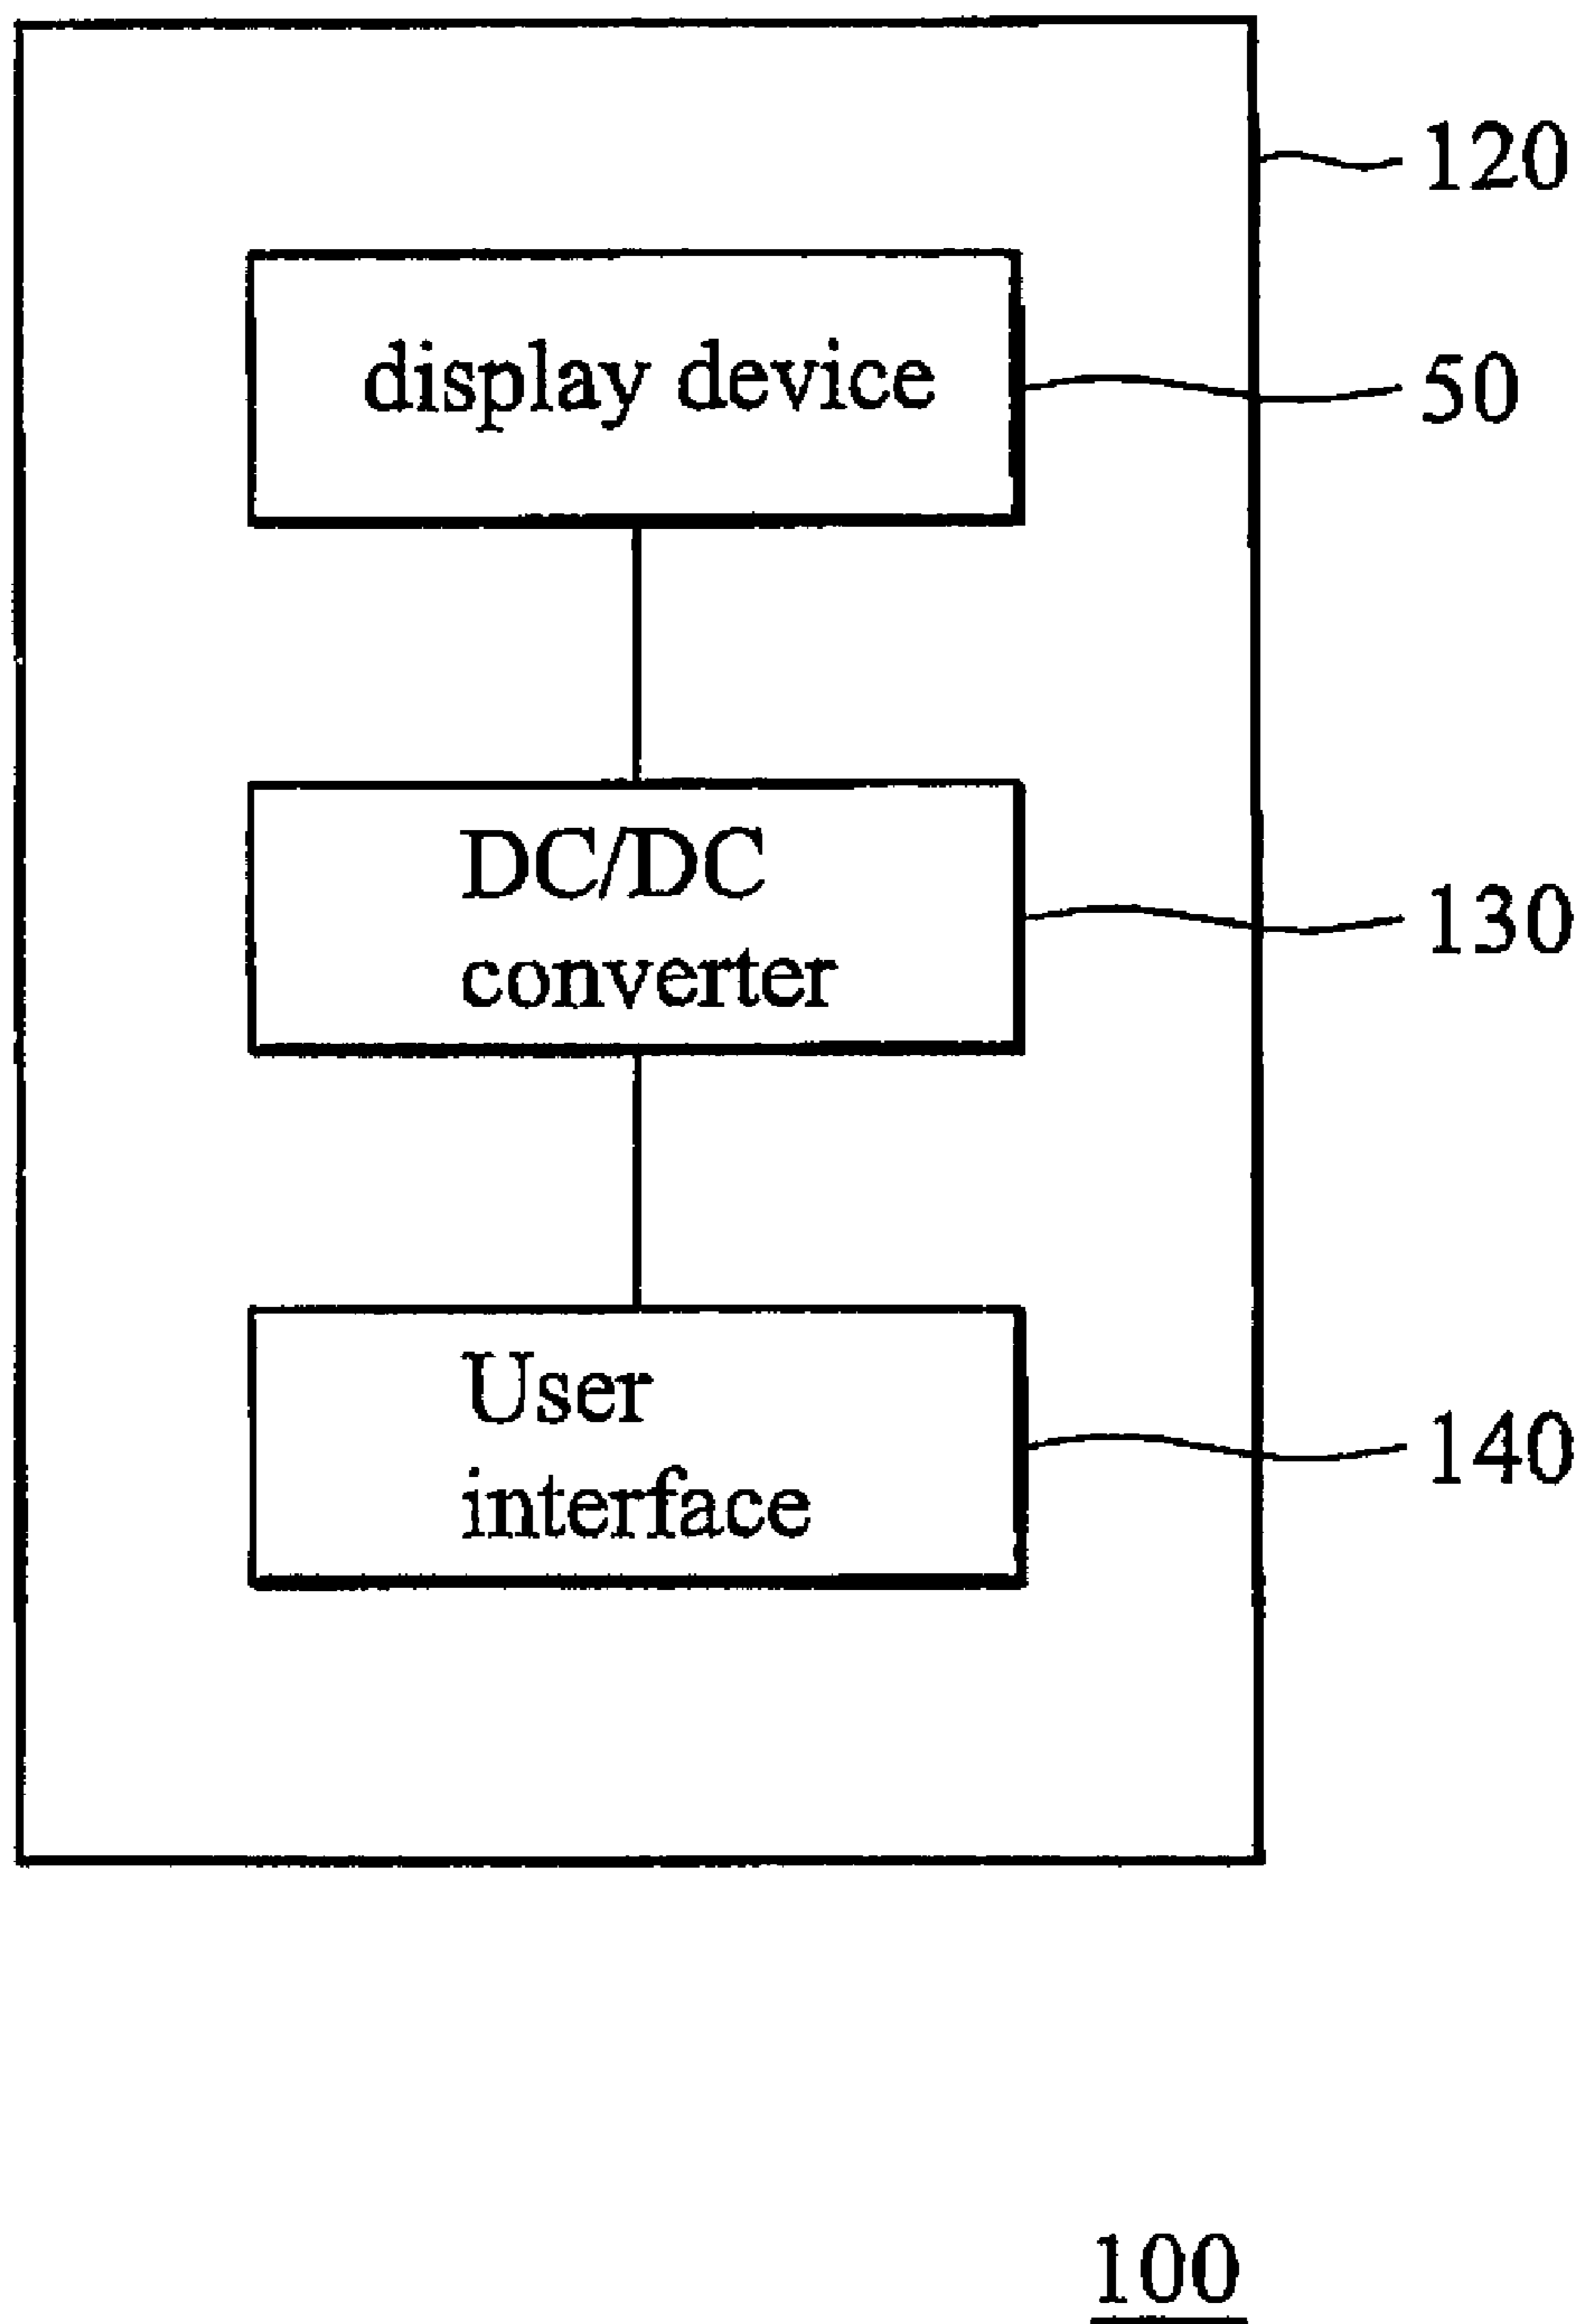 120
display device
50
DC/DC
converter
130
User
interface
140
100